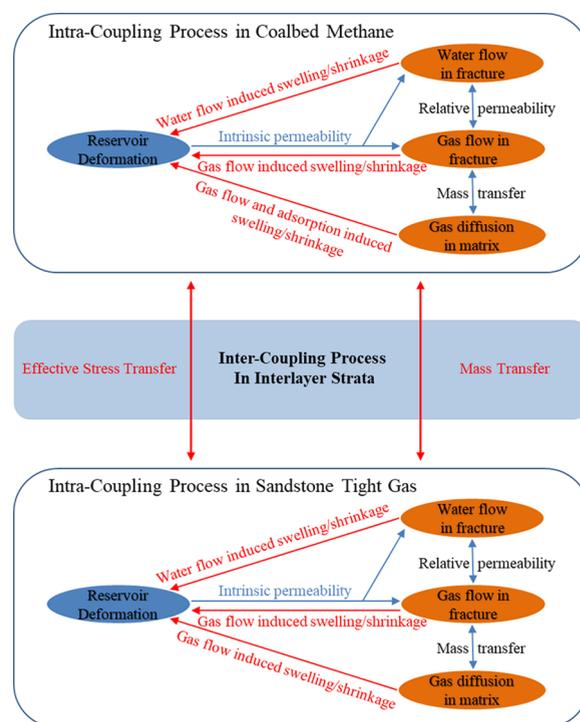 Intra-Coupling Process in Coalbed Methane
Water flow
in fracture
Water flow induced swelling/shrinkage
Relative permeability
Reservoir
Deformation
Intrinsic permeability
Gas flow in
fracture
Gas flow induced swelling/shrinkage
Gas flow and adsorption induced
swelling/shrinkage
Mass transfer
Gas diffusion
in matrix
Effective Stress Transfer
Inter-Coupling Process
In Interlayer Strata
Mass Transfer
Intra-Coupling Process in Sandstone Tight Gas
Water flow
in fracture
Water flow induced swelling/shrinkage
Relative permeability
Reservoir
Deformation
Intrinsic permeability
Gas flow in
fracture
Gas flow induced swelling/shrinkage
Gas flow induced swelling/shrinkage
Mass transfer
Gas diffusion
in matrix